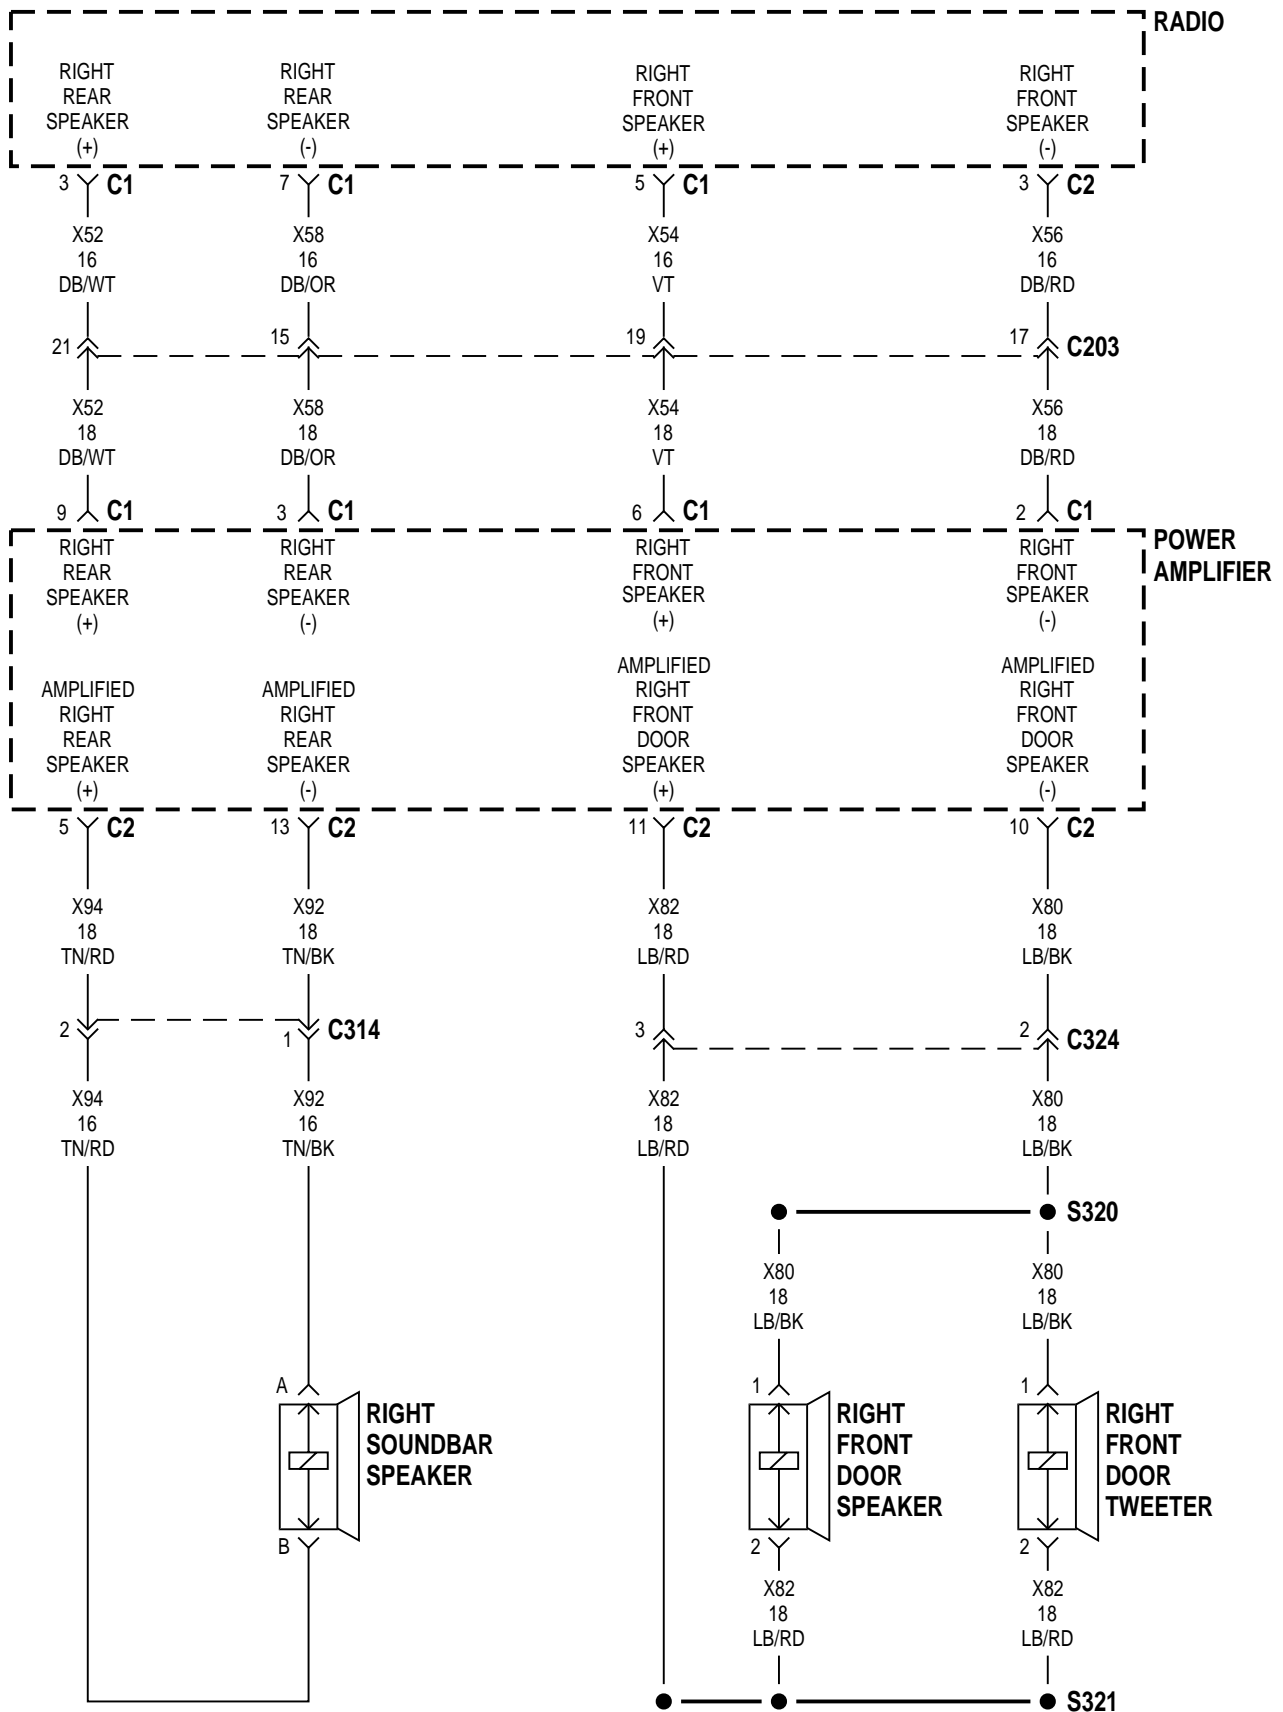 RADIO
RIGHT
REAR
SPEAKER
(+)
RIGHT
REAR
SPEAKER
(-)
RIGHT
FRONT
SPEAKER
(+)
RIGHT
FRONT
SPEAKER
(-)
3 C1
7 C1
5 C1
3 C2
X52
16
DB/WT
X58
16
DB/OR
X54
16
VT
X56
16
DB/RD
21
15
19
17 C203
X52
18
DB/WT
X58
18
DB/OR
X54
18
VT
X56
18
DB/RD
9 C1
3 C1
6 C1
2 C1
POWER
AMPLIFIER
RIGHT
REAR
SPEAKER
(+)
RIGHT
REAR
SPEAKER
(-)
RIGHT
FRONT
SPEAKER
(+)
RIGHT
FRONT
SPEAKER
(-)
AMPLIFIED
RIGHT
REAR
SPEAKER
(+)
AMPLIFIED
RIGHT
REAR
SPEAKER
(-)
AMPLIFIED
RIGHT
FRONT
DOOR
SPEAKER
(+)
AMPLIFIED
RIGHT
FRONT
DOOR
SPEAKER
(-)
5 C2
13 C2
11 C2
10 C2
X94
18
TN/RD
X92
18
TN/BK
X82
18
LB/RD
X80
18
LB/BK
2
1 C314
3
2 C324
X94
16
TN/RD
X92
16
TN/BK
X82
18
LB/RD
X80
18
LB/BK
S320
X80
18
LB/BK
X80
18
LB/BK
A
RIGHT
SOUNDBAR
SPEAKER
B
1
RIGHT
FRONT
DOOR
SPEAKER
2
1
RIGHT
FRONT
DOOR
TWEETER
2
X82
18
LB/RD
X82
18
LB/RD
S321